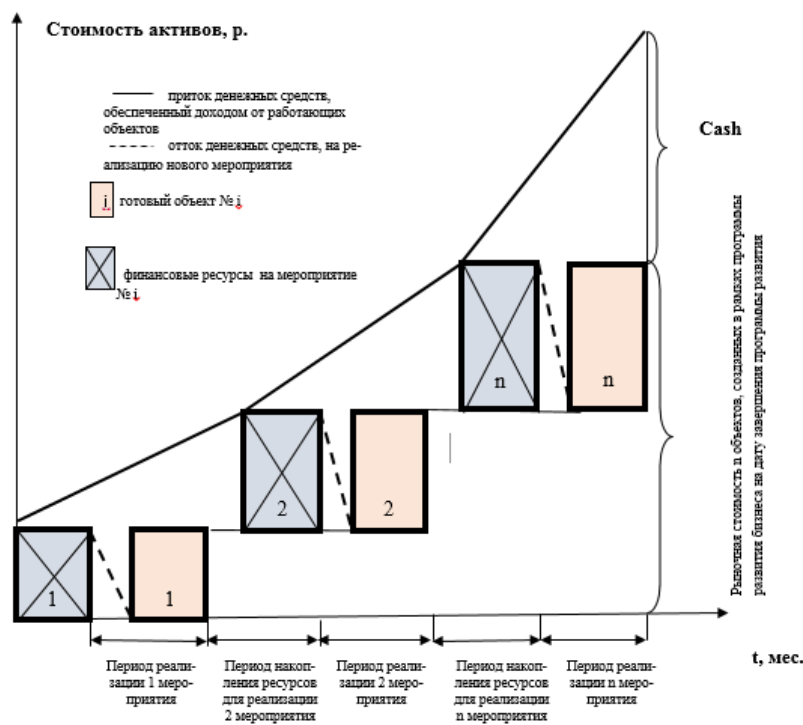 Стоимость активов, р.
приток денежных средств,
обеспеченный доходом от работающих
объектов
отток денежных средств, на ре-
ализацию нового мероприятия
i готовый объект № i
финансовые ресурсы на мероприятие
№ i
Cash
Рыночная стоимость n объектов, созданных в рамках программы
развития бизнеса на дату завершения программы развития
n
n
2
2
1
1
t, мес.
Период реали-
зации 1 меро-
приятия
Период накоп-
ления ресурсов
для реализации
2 мероприятия
Период реали-
зации 2 меро-
приятия
Период накоп-
ления ресурсов
для реализации
n мероприятия
Период реали-
зации n меро-
приятия